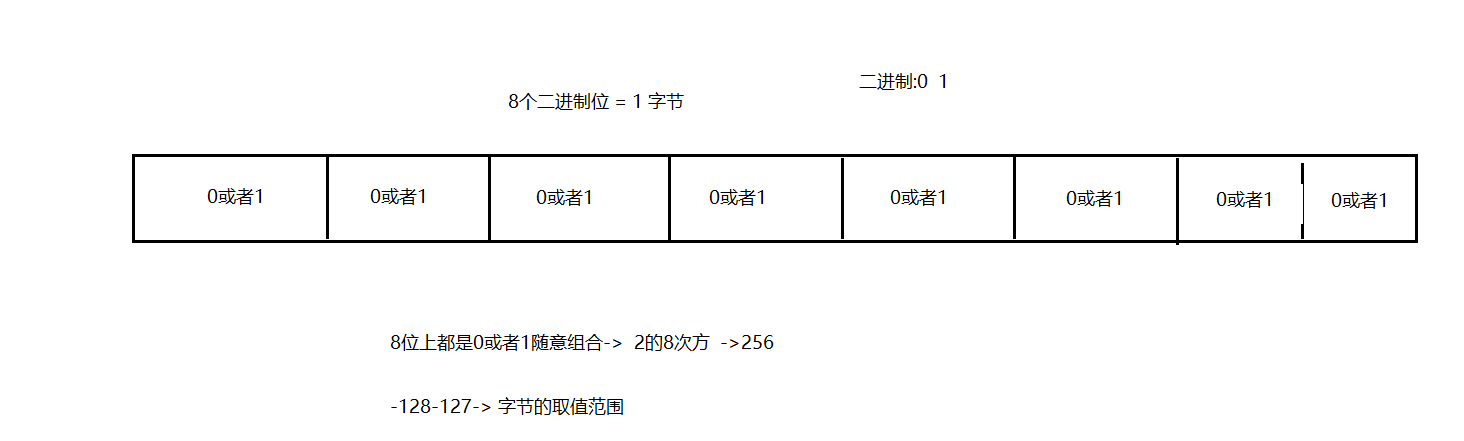 二进制:0 1
8个二进制位 = 1 字节
0或者1 0或者1 0或者1 0或者1 0或者1 0或者1 0或者1 0或者1
8位上都是0或者1随意组合-> 2的8次方 ->256
-128-127-> 字节的取值范围